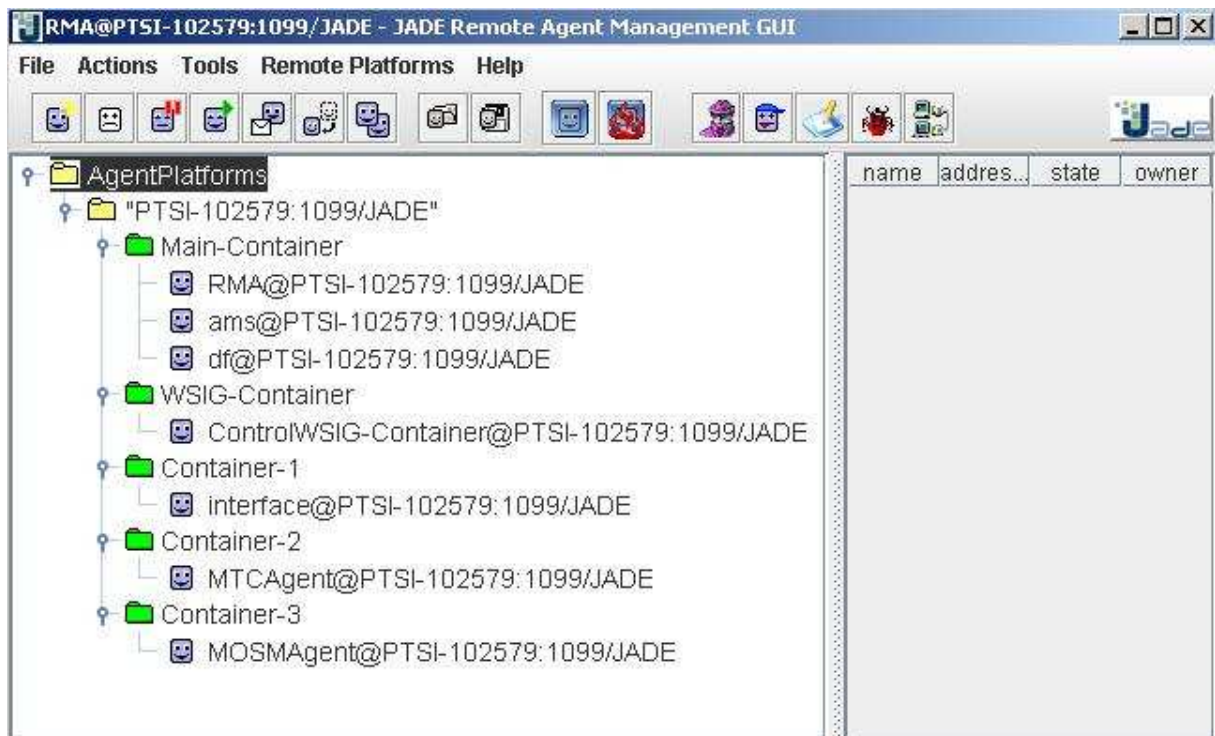 RMA@PTSI-102579:1099/JADE - JADE Remote Agent Management GUI
File Actions Tools Remote Platforms Help
Jade
AgentPlatforms
name addres... state owner
"PTSI-102579:1099/JADE"
Main-Container
RMA@PTSI-102579:1099/JADE
ams@PTSI-102579:1099/JADE
df@PTSI-102579:1099/JADE
WSIG-Container
ControlWSIG-Container@PTSI-102579:1099/JADE
Container-1
interface@PTSI-102579:1099/JADE
Container-2
MTCAgent@PTSI-102579:1099/JADE
Container-3
MOSMAgent@PTSI-102579:1099/JADE